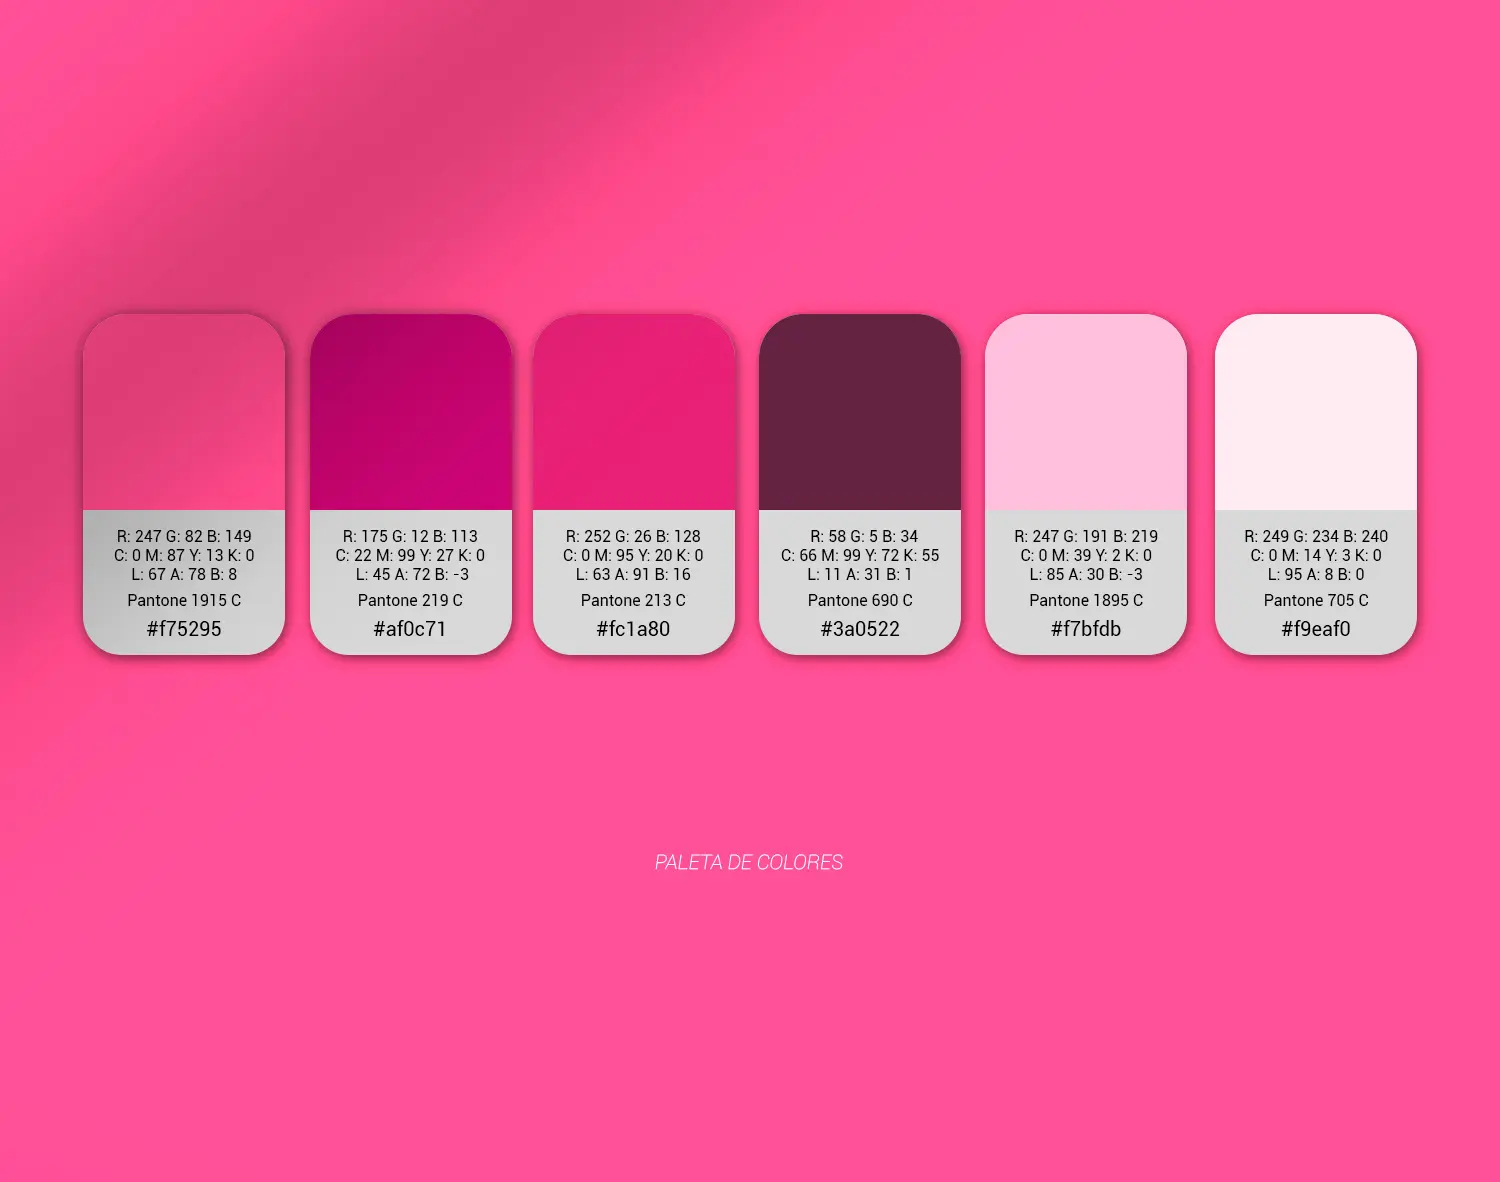 R: 247 G: 82 B: 149
C: 0 M: 87 Y: 13 K: 0
L: 67 A: 78 B: 8
Pantone 1915 C
#f75295
R: 175 G: 12 B: 113
C: 22 M: 99 Y: 27 K: 0
L: 45 A: 72 B: -3
Pantone 219 C
#af0c71
R: 252 G: 26 B: 128
C: 0 M: 95 Y: 20 K: 0
L: 63 A: 91 B: 16
Pantone 213 C
#fc1a80
R: 58 G: 5 B: 34
C: 66 M: 99 Y: 72 K: 55
L: 11 A: 31 B: 1
Pantone 690 C
#3a0522
R: 247 G: 191 B: 219
C: 0 M: 39 Y: 2 K: 0
L: 85 A: 30 B: -3
Pantone 1895 C
#f7bfdb
R: 249 G: 234 B: 240
C: 0 M: 14 Y: 3 K: 0
L: 95 A: 8 B: 0
Pantone 705 C
#f9eaf0
PALETA DE COLORES